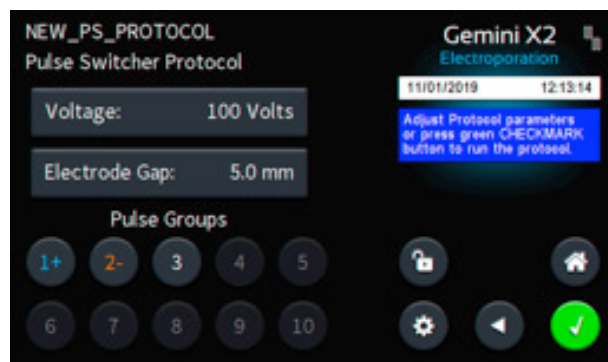 NEW_PS_PROTOCOL
Pulse Switcher Protocol
Voltage: 100 Volts
Electrode Gap: 5.0 mm
Pulse Groups
1+ 2- 3 4 5
6 7 8 9 10
Gemini X2
Electroporation
11/01/2019 12:13:14
Adjust Protocol parameters
or press green CHECKMARK
button to run the protocol.